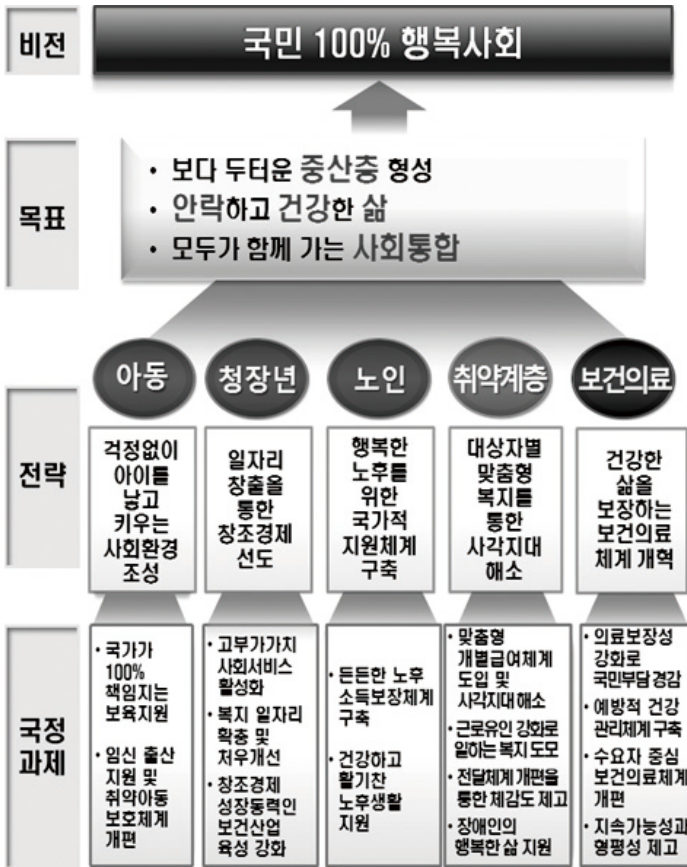 비전
국민 100% 행복사회
목표
• 보다 두터운 중산층 형성
• 안락하고 건강한 삶
• 모두가 함께 가는 사회통합
전략
아동
청장년
노인
취약계층
보건의료
걱정없이
아이를
낳고
키우는
사회환경
조성
일자리
창출을
통한
창조경제
선도
행복한
노후를
위한
국가적
지원체계
구축
대상자별
맞춤형
복지를
통한
사각지대
해소
건강한
삶을
보장하는
보건의료
체계 개혁
국정
과제
• 국가가
100%
책임지는
보육지원
• 임신 출산
지원 및
취약아동
보호체계
개편
• 고부가가치
사회서비스
활성화
• 복지 일자리
확충 및
처우개선
• 창조경제
성장동력인
보건산업
육성 강화
• 든든한 노후
소득보장체계
구축
• 건강하고
활기찬
노후생활
지원
• 맞춤형
개별급여체계
도입 및
사각지대 해소
• 근로유인 강화로
일하는 복지 도모
• 전달체계 개편을
통한 체감도 제고
• 장애인의
행복한 삶 지원
• 의료보장성
강화로
국민부담 경감
• 예방적 건강
관리체계 구축
• 수요자 중심
보건의료체계
개편
• 지속가능성과
형평성 제고